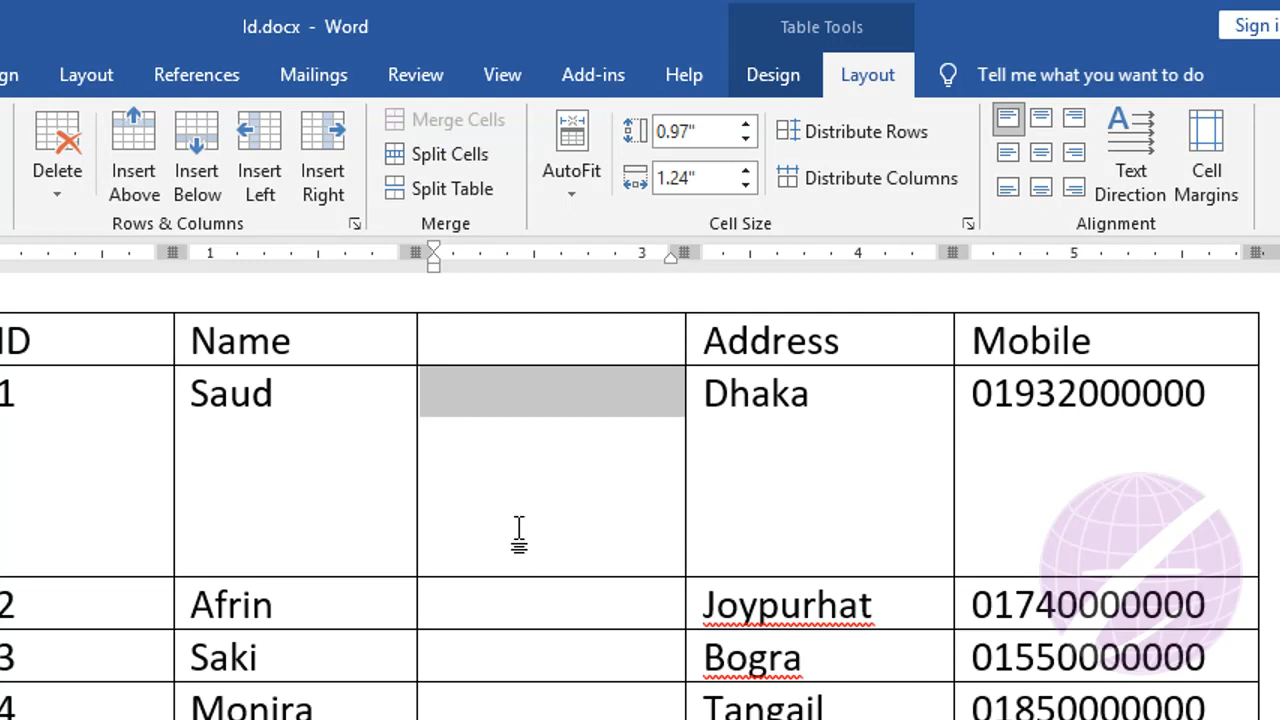 Id.docx - Word
Table Tools
Sign i
gn Layout References Mailings Review View Add-ins Help Design Layout Tell me what you want to do
Delete
Insert Above
Insert Below
Insert Left
Insert Right
Rows & Columns
Merge Cells
Split Cells
Split Table
Merge
AutoFit
0.97"
1.24"
Distribute Rows
Distribute Columns
Cell Size
Text Direction
Cell Margins
Alignment
1 3 4 5
ID Name Address Mobile
1 Saud Dhaka 01932000000
2 Afrin Joypurhat 01740000000
3 Saki Bogra 01550000000
4 Monira Tangail 01850000000